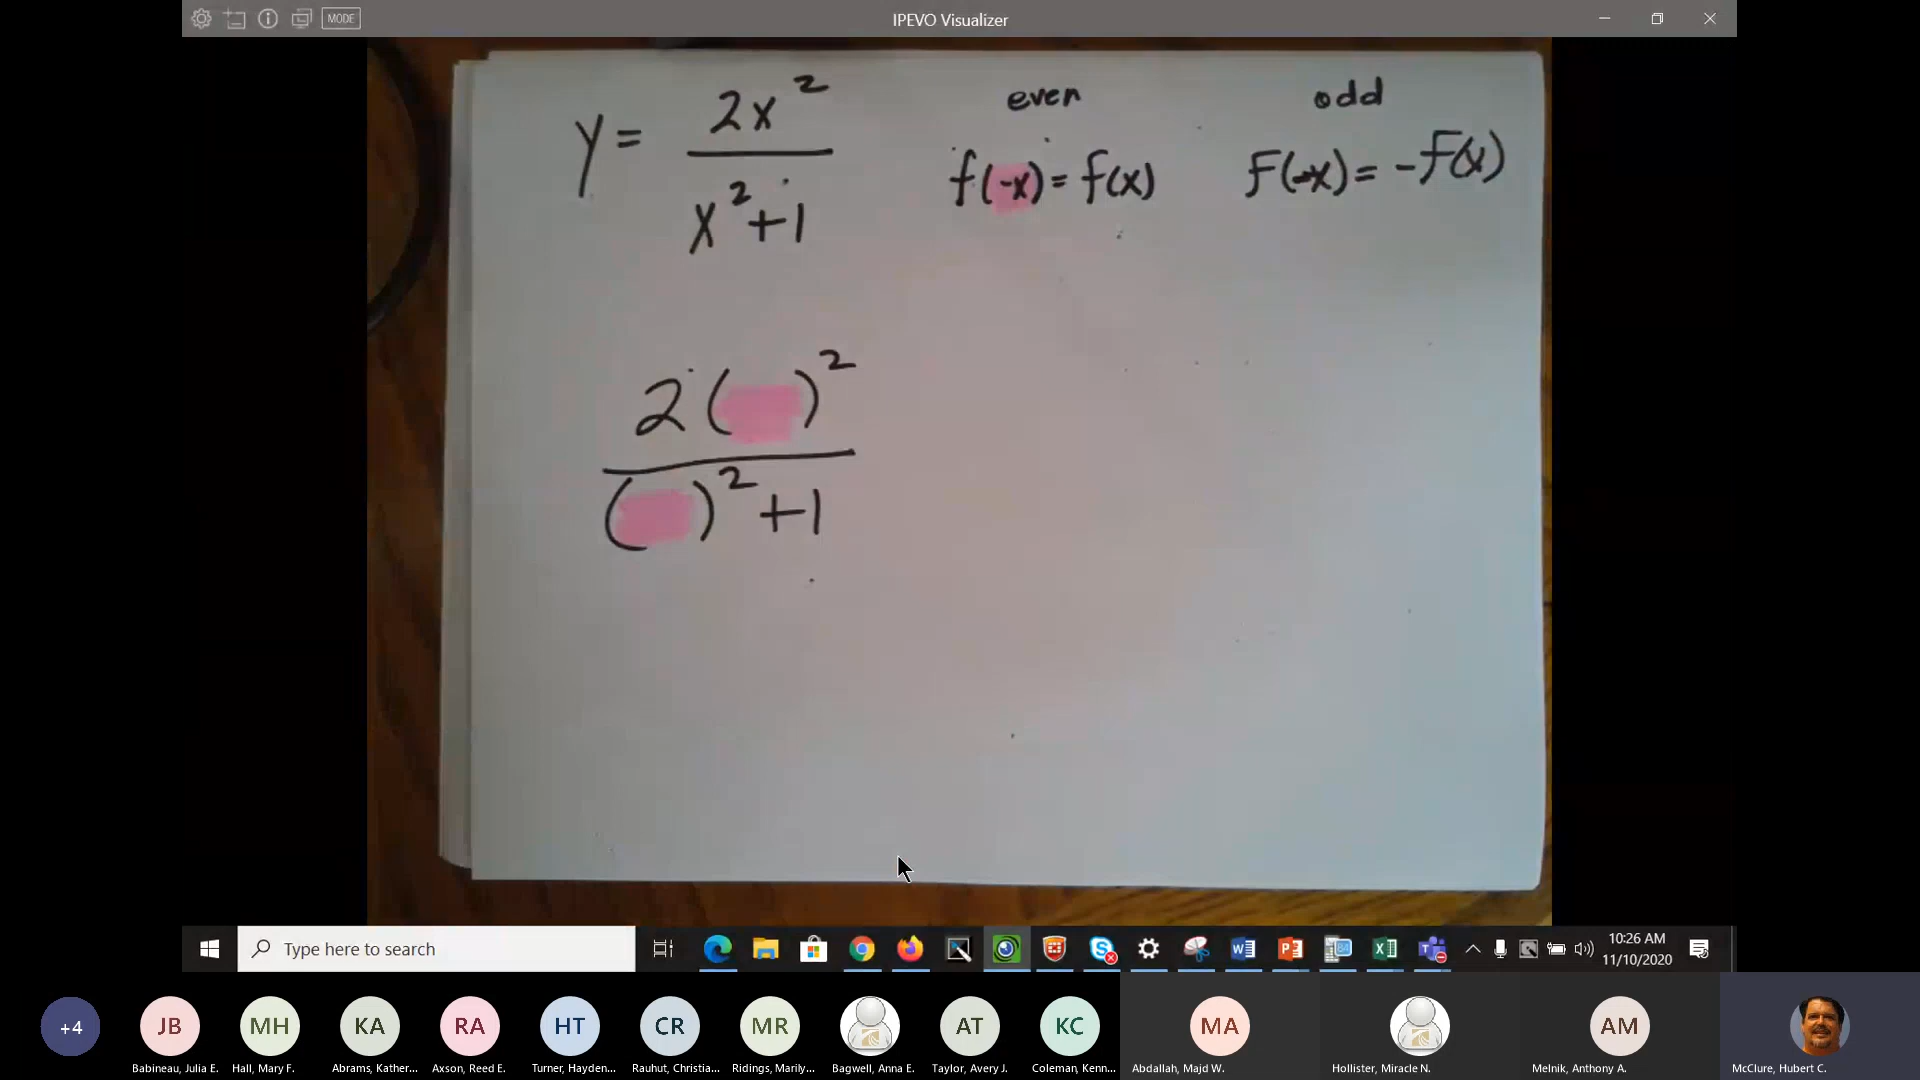 MODE
IPEVO Visualizer
y = 2x² / x²+1
even
odd
f(-x) = f(x)
F(-x) = -F(x)
2( )²
( )² +1
Type here to search
10:26 AM
11/10/2020
+4
JB
MH
KA
RA
HT
CR
MR
AT
KC
MA
AM
Babineau, Julia E.
Hall, Mary F.
Abrams, Kather...
Axson, Reed E.
Turner, Hayden...
Rauhut, Christia...
Ridings, Marily...
Bagwell, Anna E.
Taylor, Avery J.
Coleman, Kenn...
Abdallah, Majd W.
Hollister, Miracle N.
Melnik, Anthony A.
McClure, Hubert C.